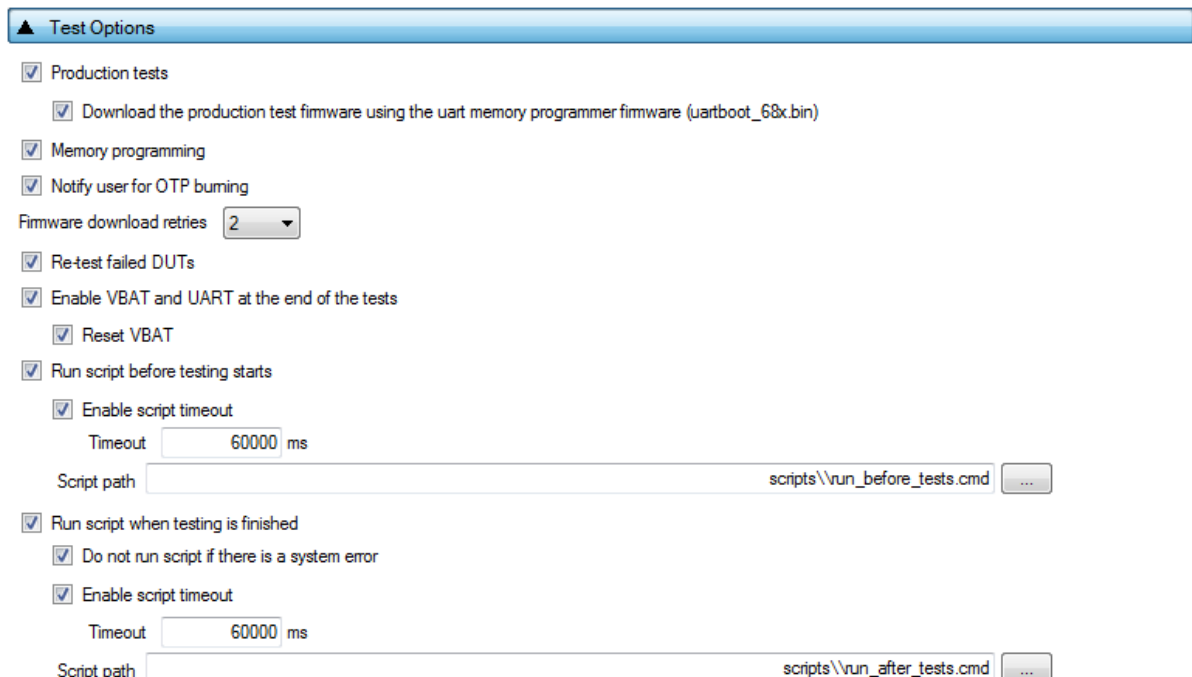 Test Options
Production tests
Download the production test firmware using the uart memory programmer firmware (uartboot_68x.bin)
Memory programming
Notify user for OTP burning
Firmware download retries 2
Re-test failed DUTs
Enable VBAT and UART at the end of the tests
Reset VBAT
Run script before testing starts
Enable script timeout
Timeout 60000 ms
Script path scripts\\run_before_tests.cmd ...
Run script when testing is finished
Do not run script if there is a system error
Enable script timeout
Timeout 60000 ms
Script path scripts\\run_after_tests.cmd ...